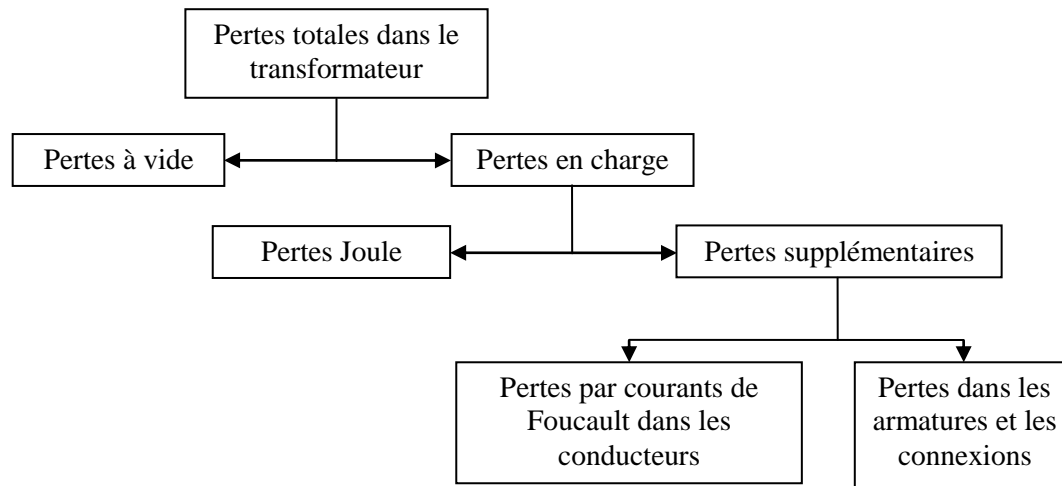 Pertes totales dans le
transformateur
Pertes à vide
Pertes en charge
Pertes Joule
Pertes supplémentaires
Pertes par courants de
Foucault dans les
conducteurs
Pertes dans les
armatures et les
connexions